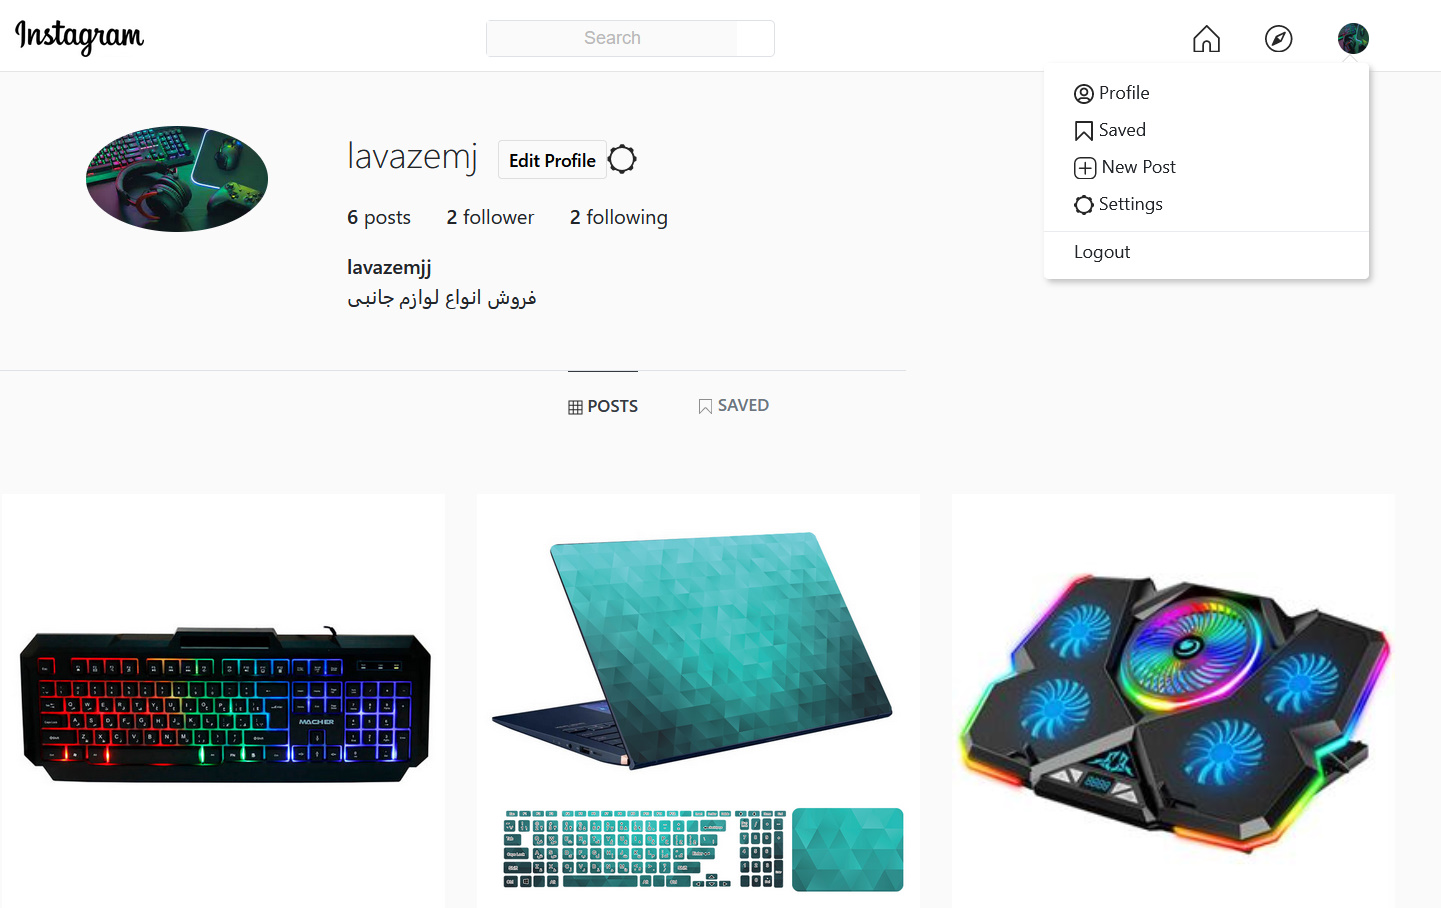 Instagram
Search
Profile
Saved
New Post
Settings
Logout
lavazemj
Edit Profile
6 posts
2 follower
2 following
lavazemjj
فروش انواع لوازم جانبی
POSTS
SAVED
MACHER